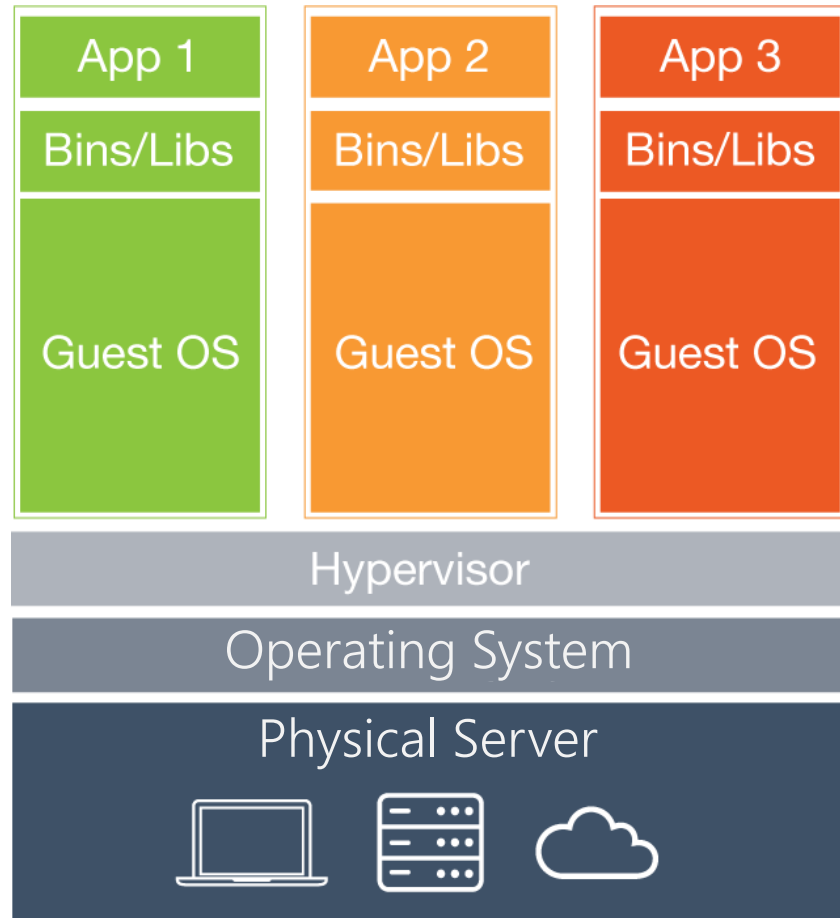 App 1
App 2
App 3
Bins/Libs
Bins/Libs
Bins/Libs
Guest OS
Guest OS
Guest OS
Hypervisor
Operating System
Physical Server